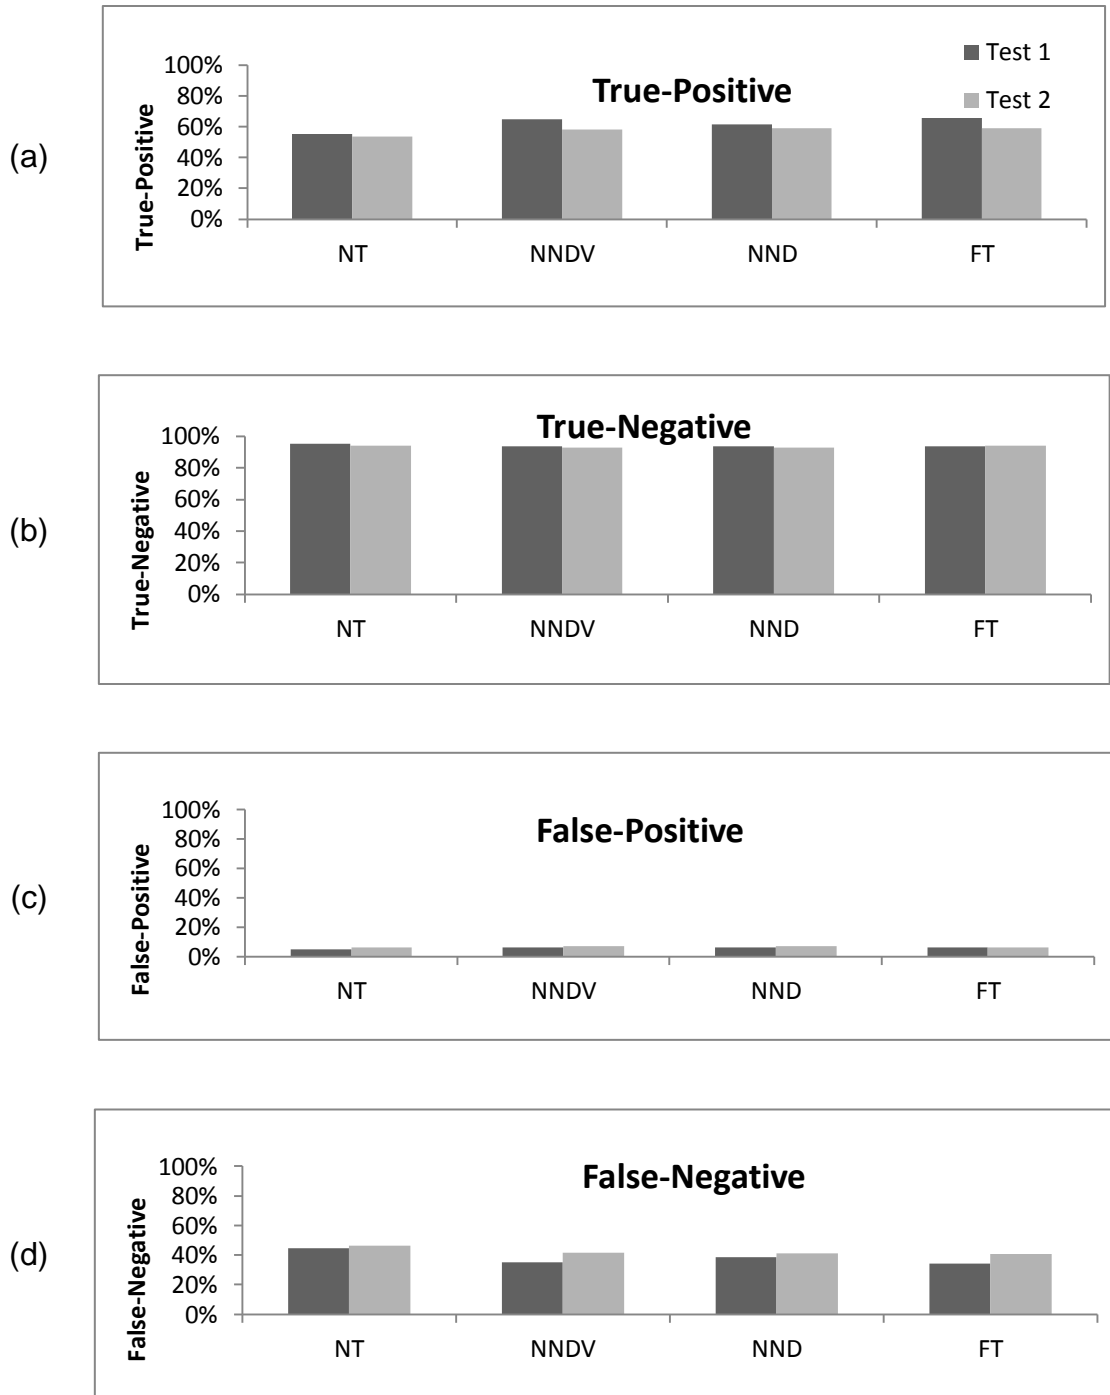 (a)
True-Positive
Test 1
Test 2
True-Positive
100%
80%
60%
40%
20%
0%
NT NNDV NND FT
(b)
True-Negative
True-Negative
100%
80%
60%
40%
20%
0%
NT NNDV NND FT
(c)
False-Positive
False-Positive
100%
80%
60%
40%
20%
0%
NT NNDV NND FT
(d)
False-Negative
False-Negative
100%
80%
60%
40%
20%
0%
NT NNDV NND FT